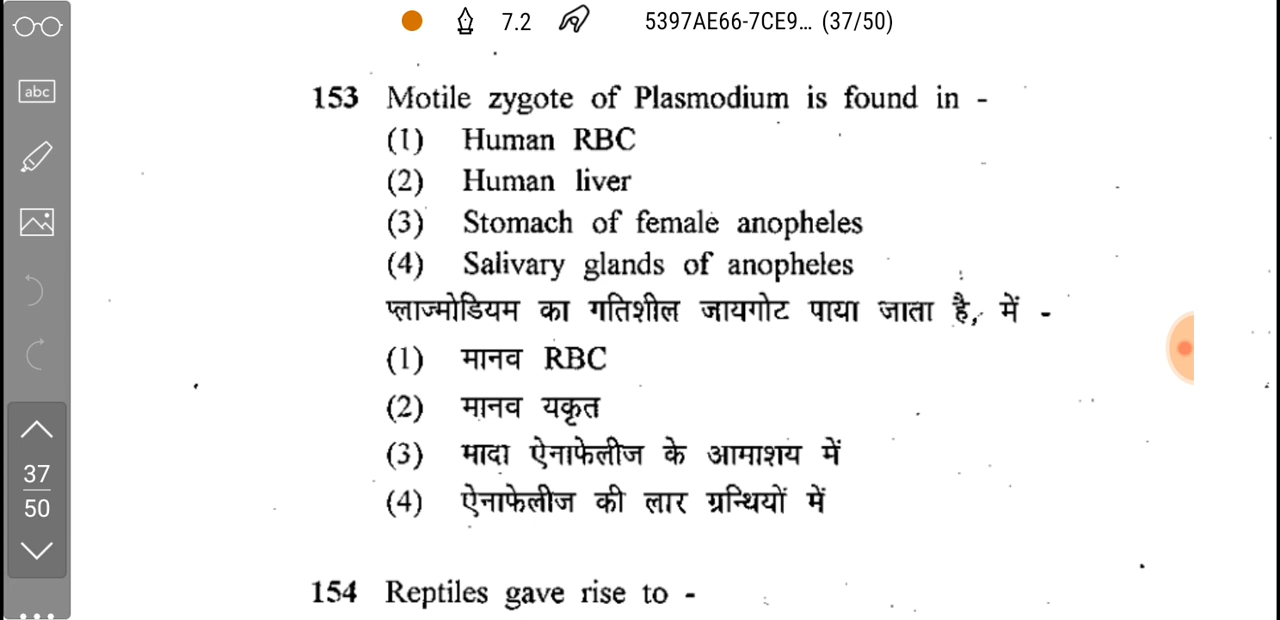 7.2 5397AE66-7CE9... (37/50)
abc
153 Motile zygote of Plasmodium is found in -
(1) Human RBC
(2) Human liver
(3) Stomach of female anopheles
(4) Salivary glands of anopheles
प्लाज्मोडियम का गतिशील जायगोट पाया जाता है, में -
(1) मानव RBC
(2) मानव यकृत
(3) मादा ऐनाफेलीज के आमाशय में
(4) ऐनाफेलीज की लार ग्रन्थियों में
37
50
154 Reptiles gave rise to -